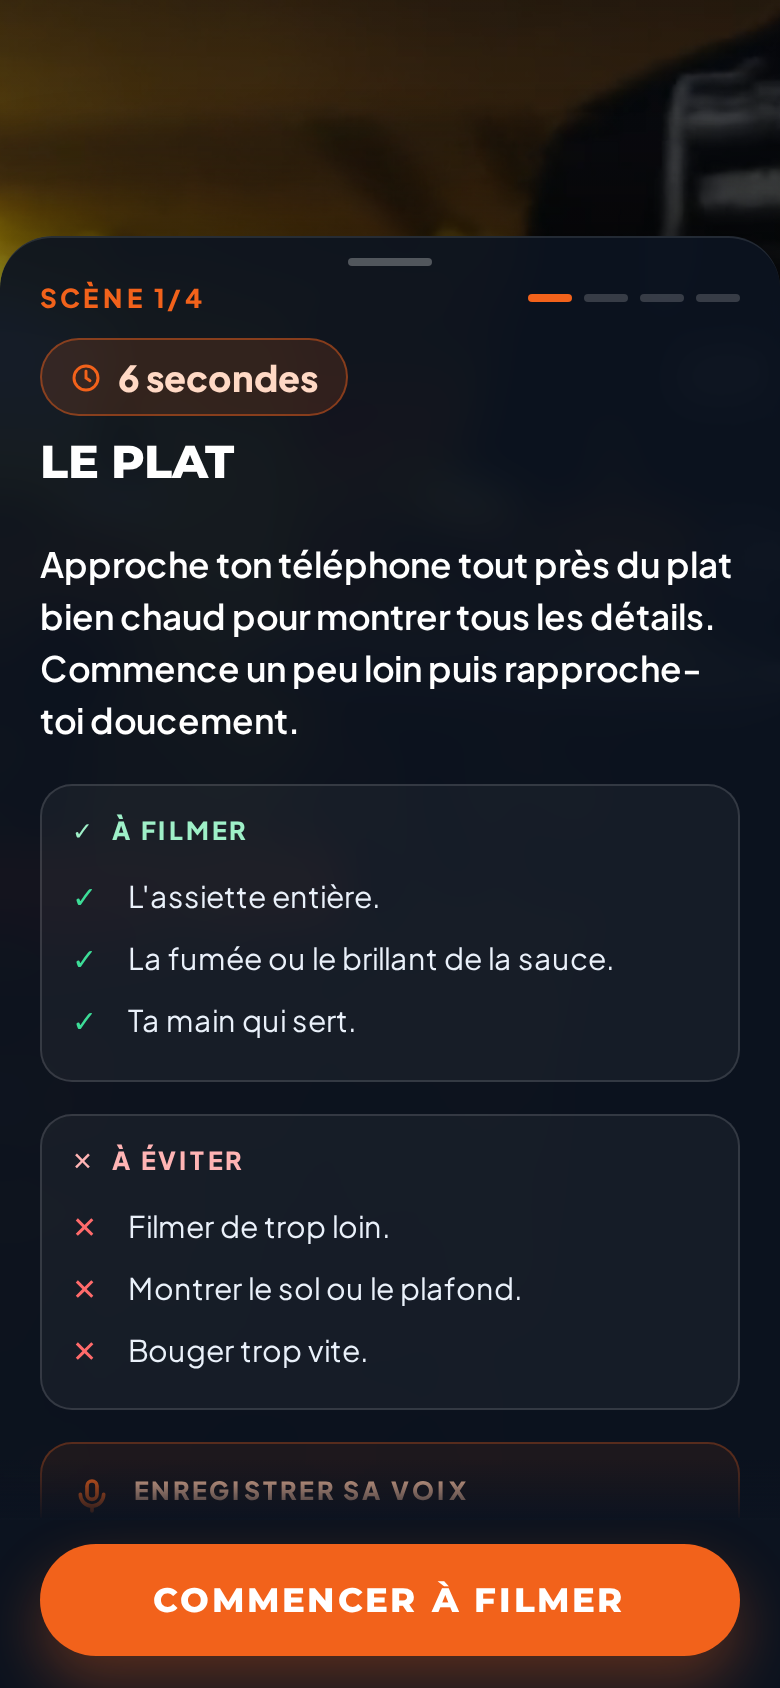 SCÈNE 1/4
6 secondes
LE PLAT
Approche ton téléphone tout près du plat
bien chaud pour montrer tous les détails.
Commence un peu loin puis rapproche-
toi doucement.
✓ À FILMER
✓ L'assiette entière.
✓ La fumée ou le brillant de la sauce.
✓ Ta main qui sert.
✕ À ÉVITER
✕ Filmer de trop loin.
✕ Montrer le sol ou le plafond.
✕ Bouger trop vite.
ENREGISTRER SA VOIX
COMMENCER À FILMER